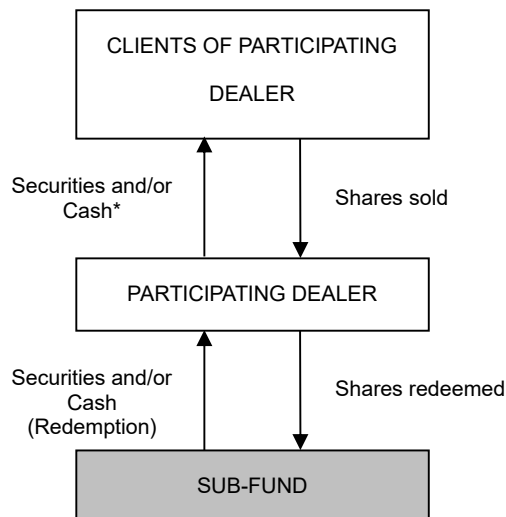 CLIENTS OF PARTICIPATING
DEALER
Securities and/or
Cash*
Shares sold
PARTICIPATING DEALER
Securities and/or
Cash
(Redemption)
Shares redeemed
SUB-FUND